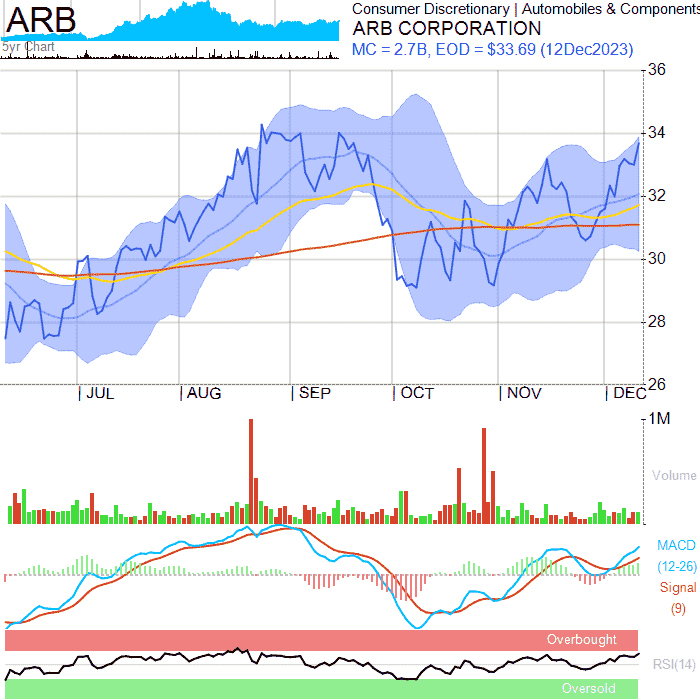 ARB
5yr Chart
Consumer Discretionary | Automobiles & Components
ARB CORPORATION
MC = 2.7B, EOD = $33.69 (12Dec2023)
36
34
32
30
28
26
JUL AUG SEP OCT NOV DEC
1M
Volume
MACD
(12-26)
Signal
(9)
Overbought
RSI(14)
Oversold